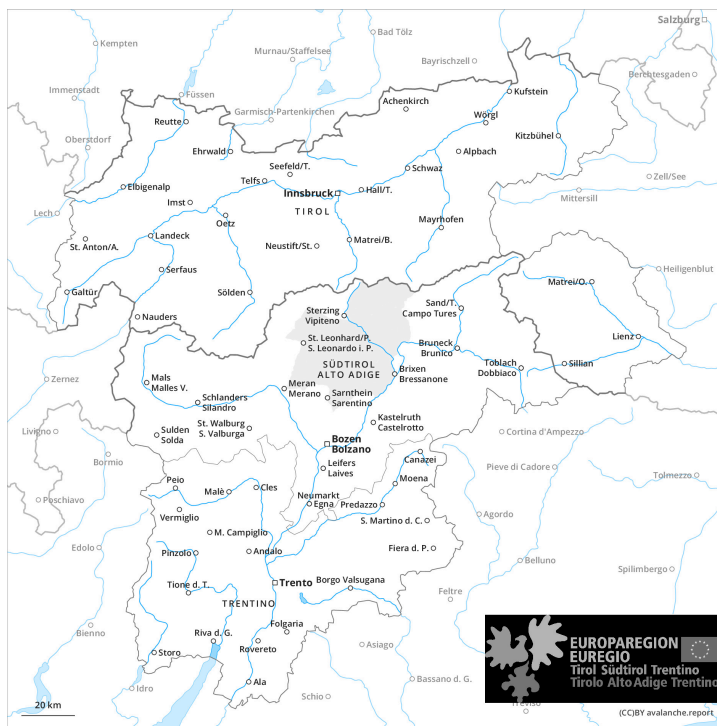 Salzburg
Kempten
Bad Tölz
Murnau/Staffelsee
Bayrischzell
Berchtesgaden
Immenstadt
Füssen
Garmisch-Partenkirchen
Achenkirch
Kufstein
Reutte
Wörgl
Oberstdorf
Kitzbühel
Ehrwald
Alpbach
Seefeld/T.
Schwaz
Zell/See
Elbigenalp
Telfs
Innsbruck
Hall/T.
Mittersill
Lech
Imst
TIROL
Oetz
Mayrhofen
St. Anton/A.
Landeck
Neustift/St.
Matrei/B.
Serfaus
Heiligenblut
Galtür
Sölden
Matrei/O.
Nauders
Sterzing
Vipiteno
Sand/T.
Campo Tures
St. Leonhard/P.
S. Leonardo i. P.
Lienz
Bruneck
Brunico
SÜDTIROL
ALTO ADIGE
Toblach
Dobbiaco
Sillian
Brixen
Bressanone
Zernez
Mals
Malles V.
Meran
Merano
Schlanders
Silandro
Sarnthein
Sarentino
Livigno
St. Walburg
S. Valburga
Kastelruth
Castelrotto
Sulden
Solda
Bozen
Bolzano
Cortina d'Ampezzo
Bormio
Canazei
Leifers
Laives
Pieve di Cadore
Tolmezzo
Peio
Malè
Cles
Moena
Poschiavo
Neumarkt
Egna
Predazzo
Vermiglio
S. Martino d. C.
Agordo
M. Campiglio
Edolo
Pinzolo
Andalo
Fiera d. P.
Belluno
Spilimbergo
Tione d. T.
Trento
Borgo Valsugana
Feltre
TRENTINO
Bienno
Folgaria
Riva d. G.
Rovereto
Storo
Asiago
Ala
Idro
Schio
Bassano d. G.
EUROPAREGION
EUREGIO
Tirol Südtirol Trentino
Tirolo Alto Adige Trentino
Treviso
20 km
(CC)BY avalanche.report